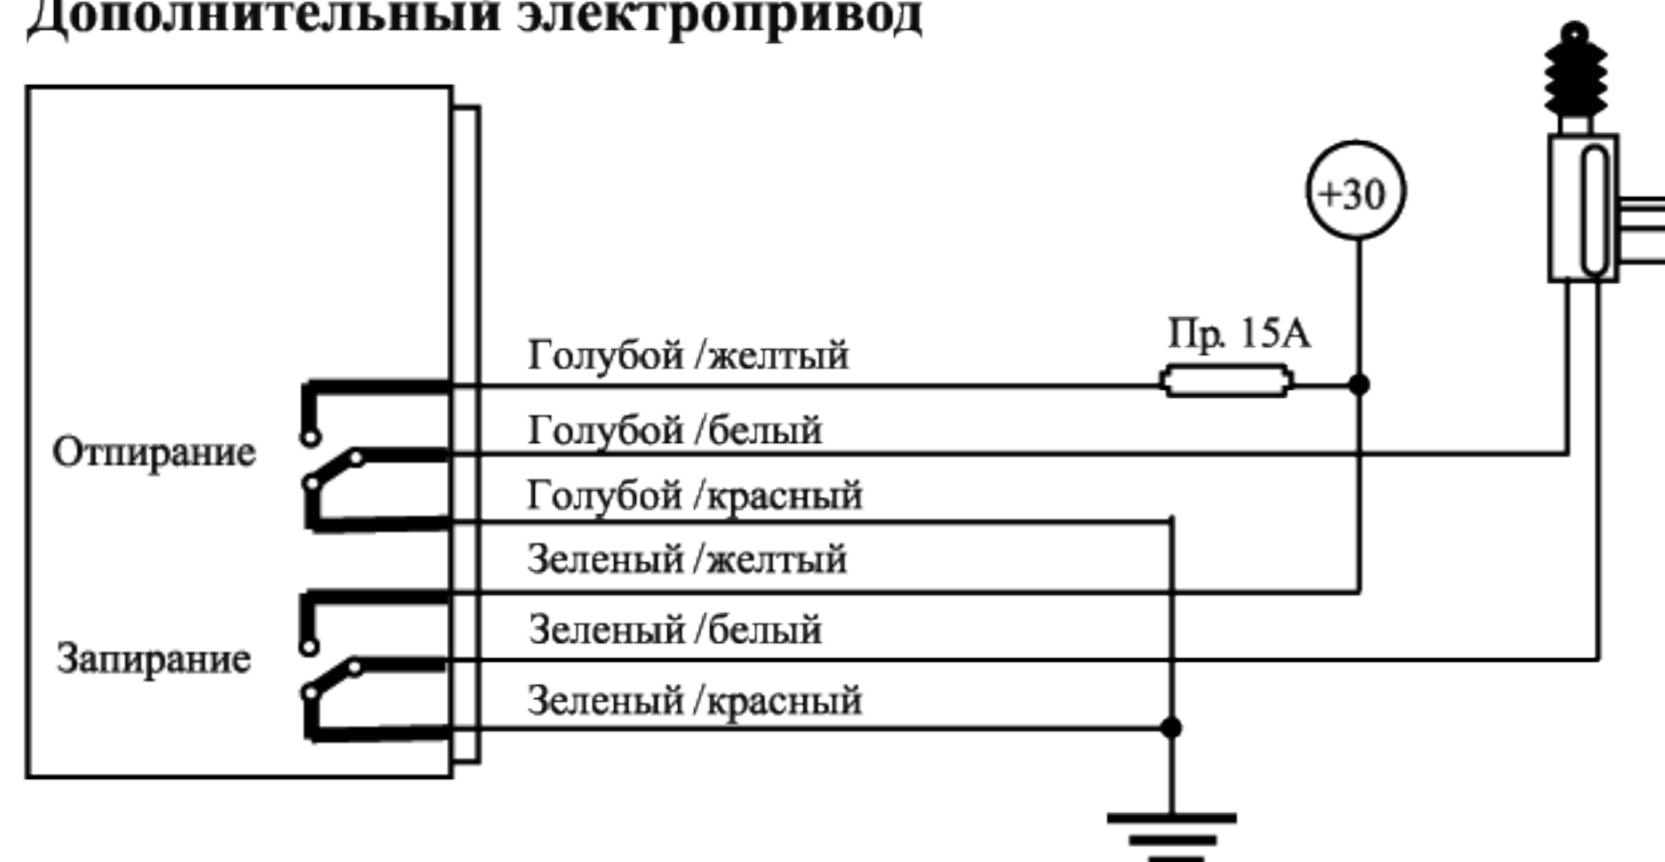 Дополнительный электропривод
+30
Пр. 15А
Голубой /желтый
Голубой /белый
Отпирание
Голубой /красный
Зеленый /желтый
Зеленый /белый
Запирание
Зеленый /красный